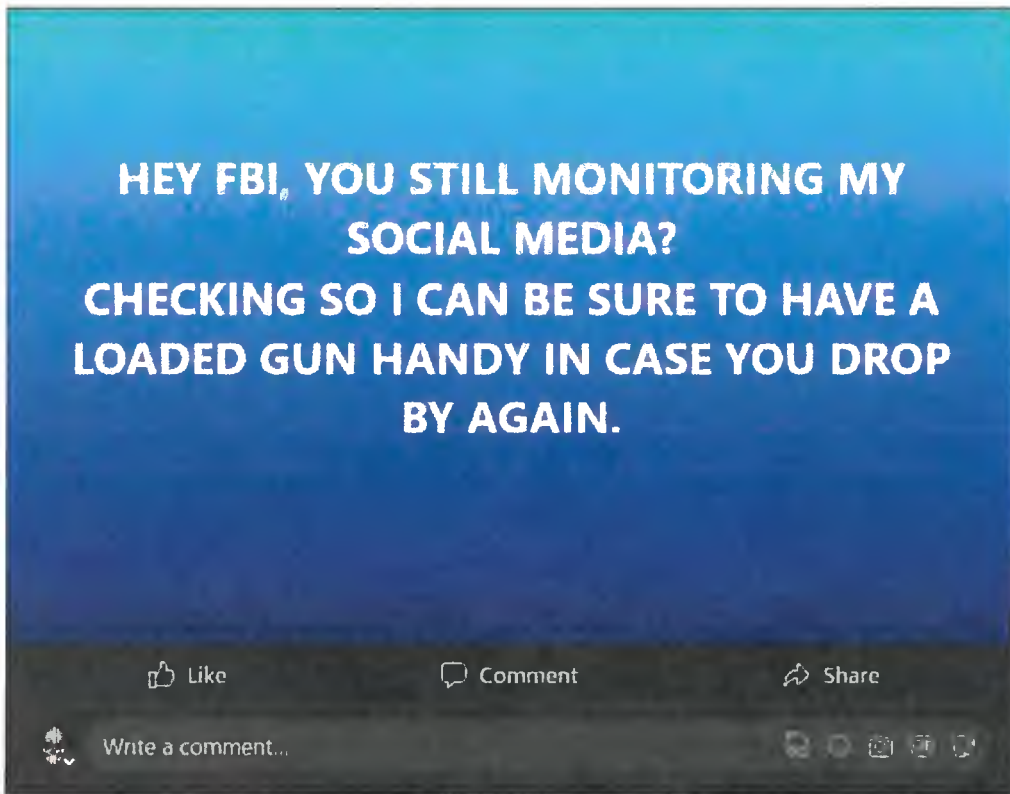 HEY FBI, YOU STILL MONITORING MY
SOCIAL MEDIA?
CHECKING SO I CAN BE SURE TO HAVE A
LOADED GUN HANDY IN CASE YOU DROP
BY AGAIN.
Like
Comment
Share
Write a comment...